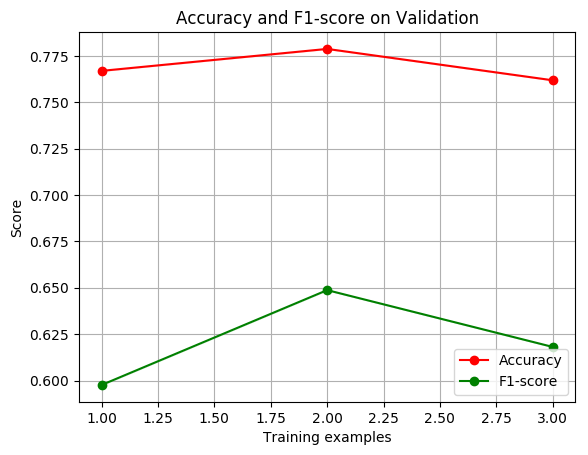 Accuracy and F1-score on Validation
Score
0.775
0.750
0.725
0.700
0.675
0.650
0.625
0.600
Accuracy
F1-score
1.00 1.25 1.50 1.75 2.00 2.25 2.50 2.75 3.00
Training examples